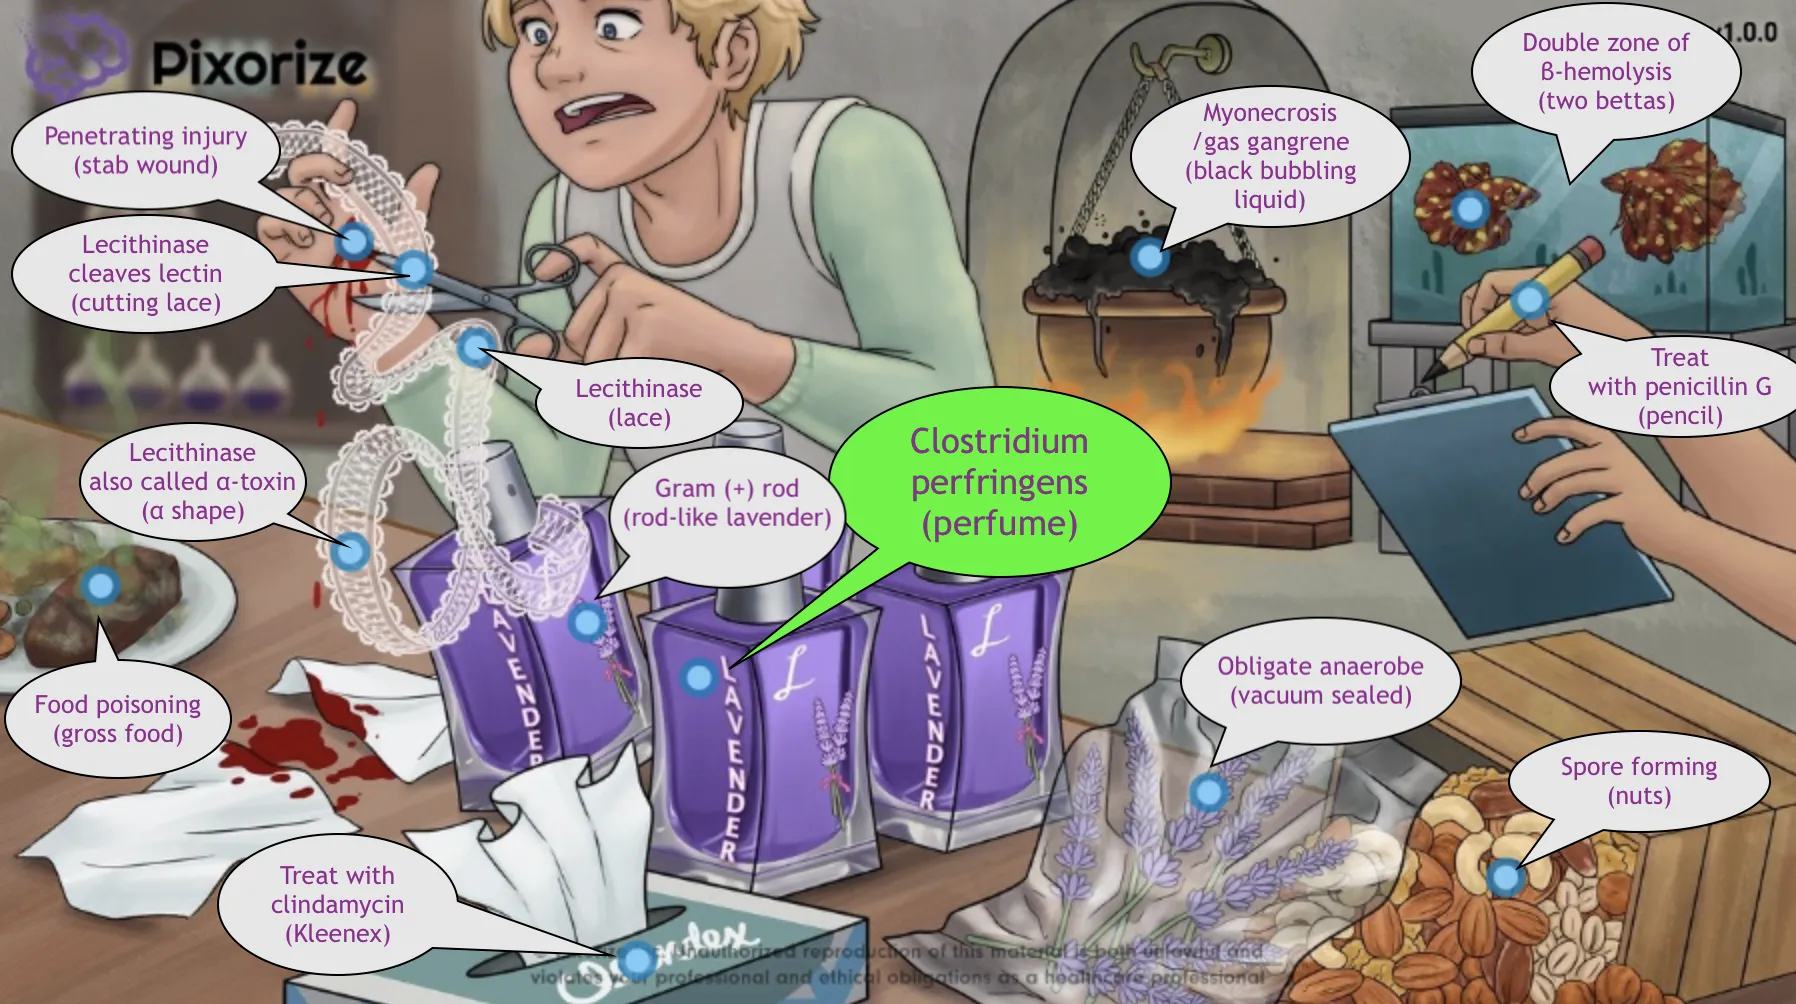 Pixorize
v1.0.0
Double zone of
ß-hemolysis
(two bettas)
Penetrating injury
(stab wound)
Myonecrosis
/gas gangrene
(black bubbling
liquid)
Lecithinase
cleaves lectin
(cutting lace)
Lecithinase
(lace)
Treat
with penicillin G
(pencil)
Lecithinase
also called α-toxin
(α shape)
Gram (+) rod
(rod-like lavender)
Clostridium
perfringens
(perfume)
LAVENDER
L
LAVENDER
L
LAVENDER
L
Food poisoning
(gross food)
Obligate anaerobe
(vacuum sealed)
Spore forming
(nuts)
Treat with
clindamycin
(Kleenex)
Unauthorized reproduction of this material is both unlawful and
violates your professional and ethical obligations as a healthcare professional